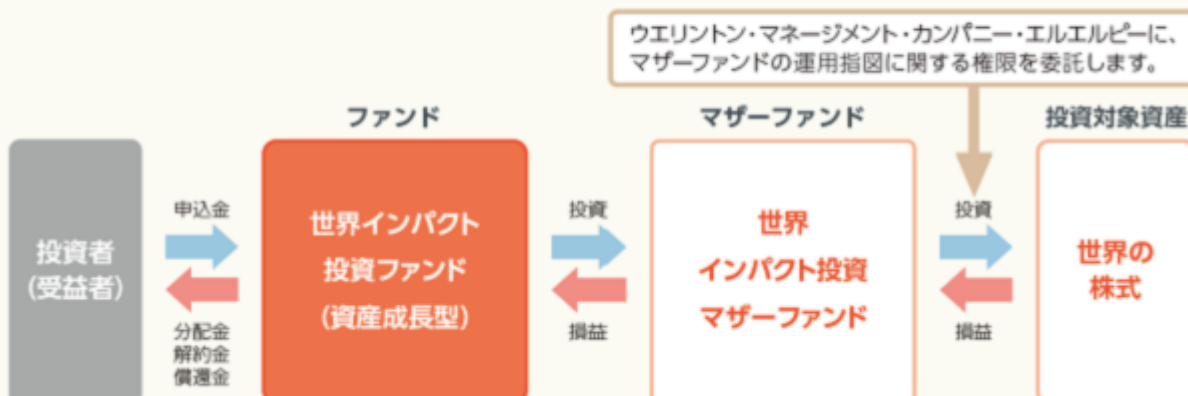 ウエリントン・マネージメント・カンパニー・エルエルピーに、
マザーファンドの運用指図に関する権限を委託します。
ファンド
マザーファンド
投資対象資産
投資者
(受益者)
申込金
分配金
解約金
償還金
世界インパクト
投資ファンド
(資産成長型)
投資
損益
世界
インパクト投資
マザーファンド
投資
損益
世界の
株式